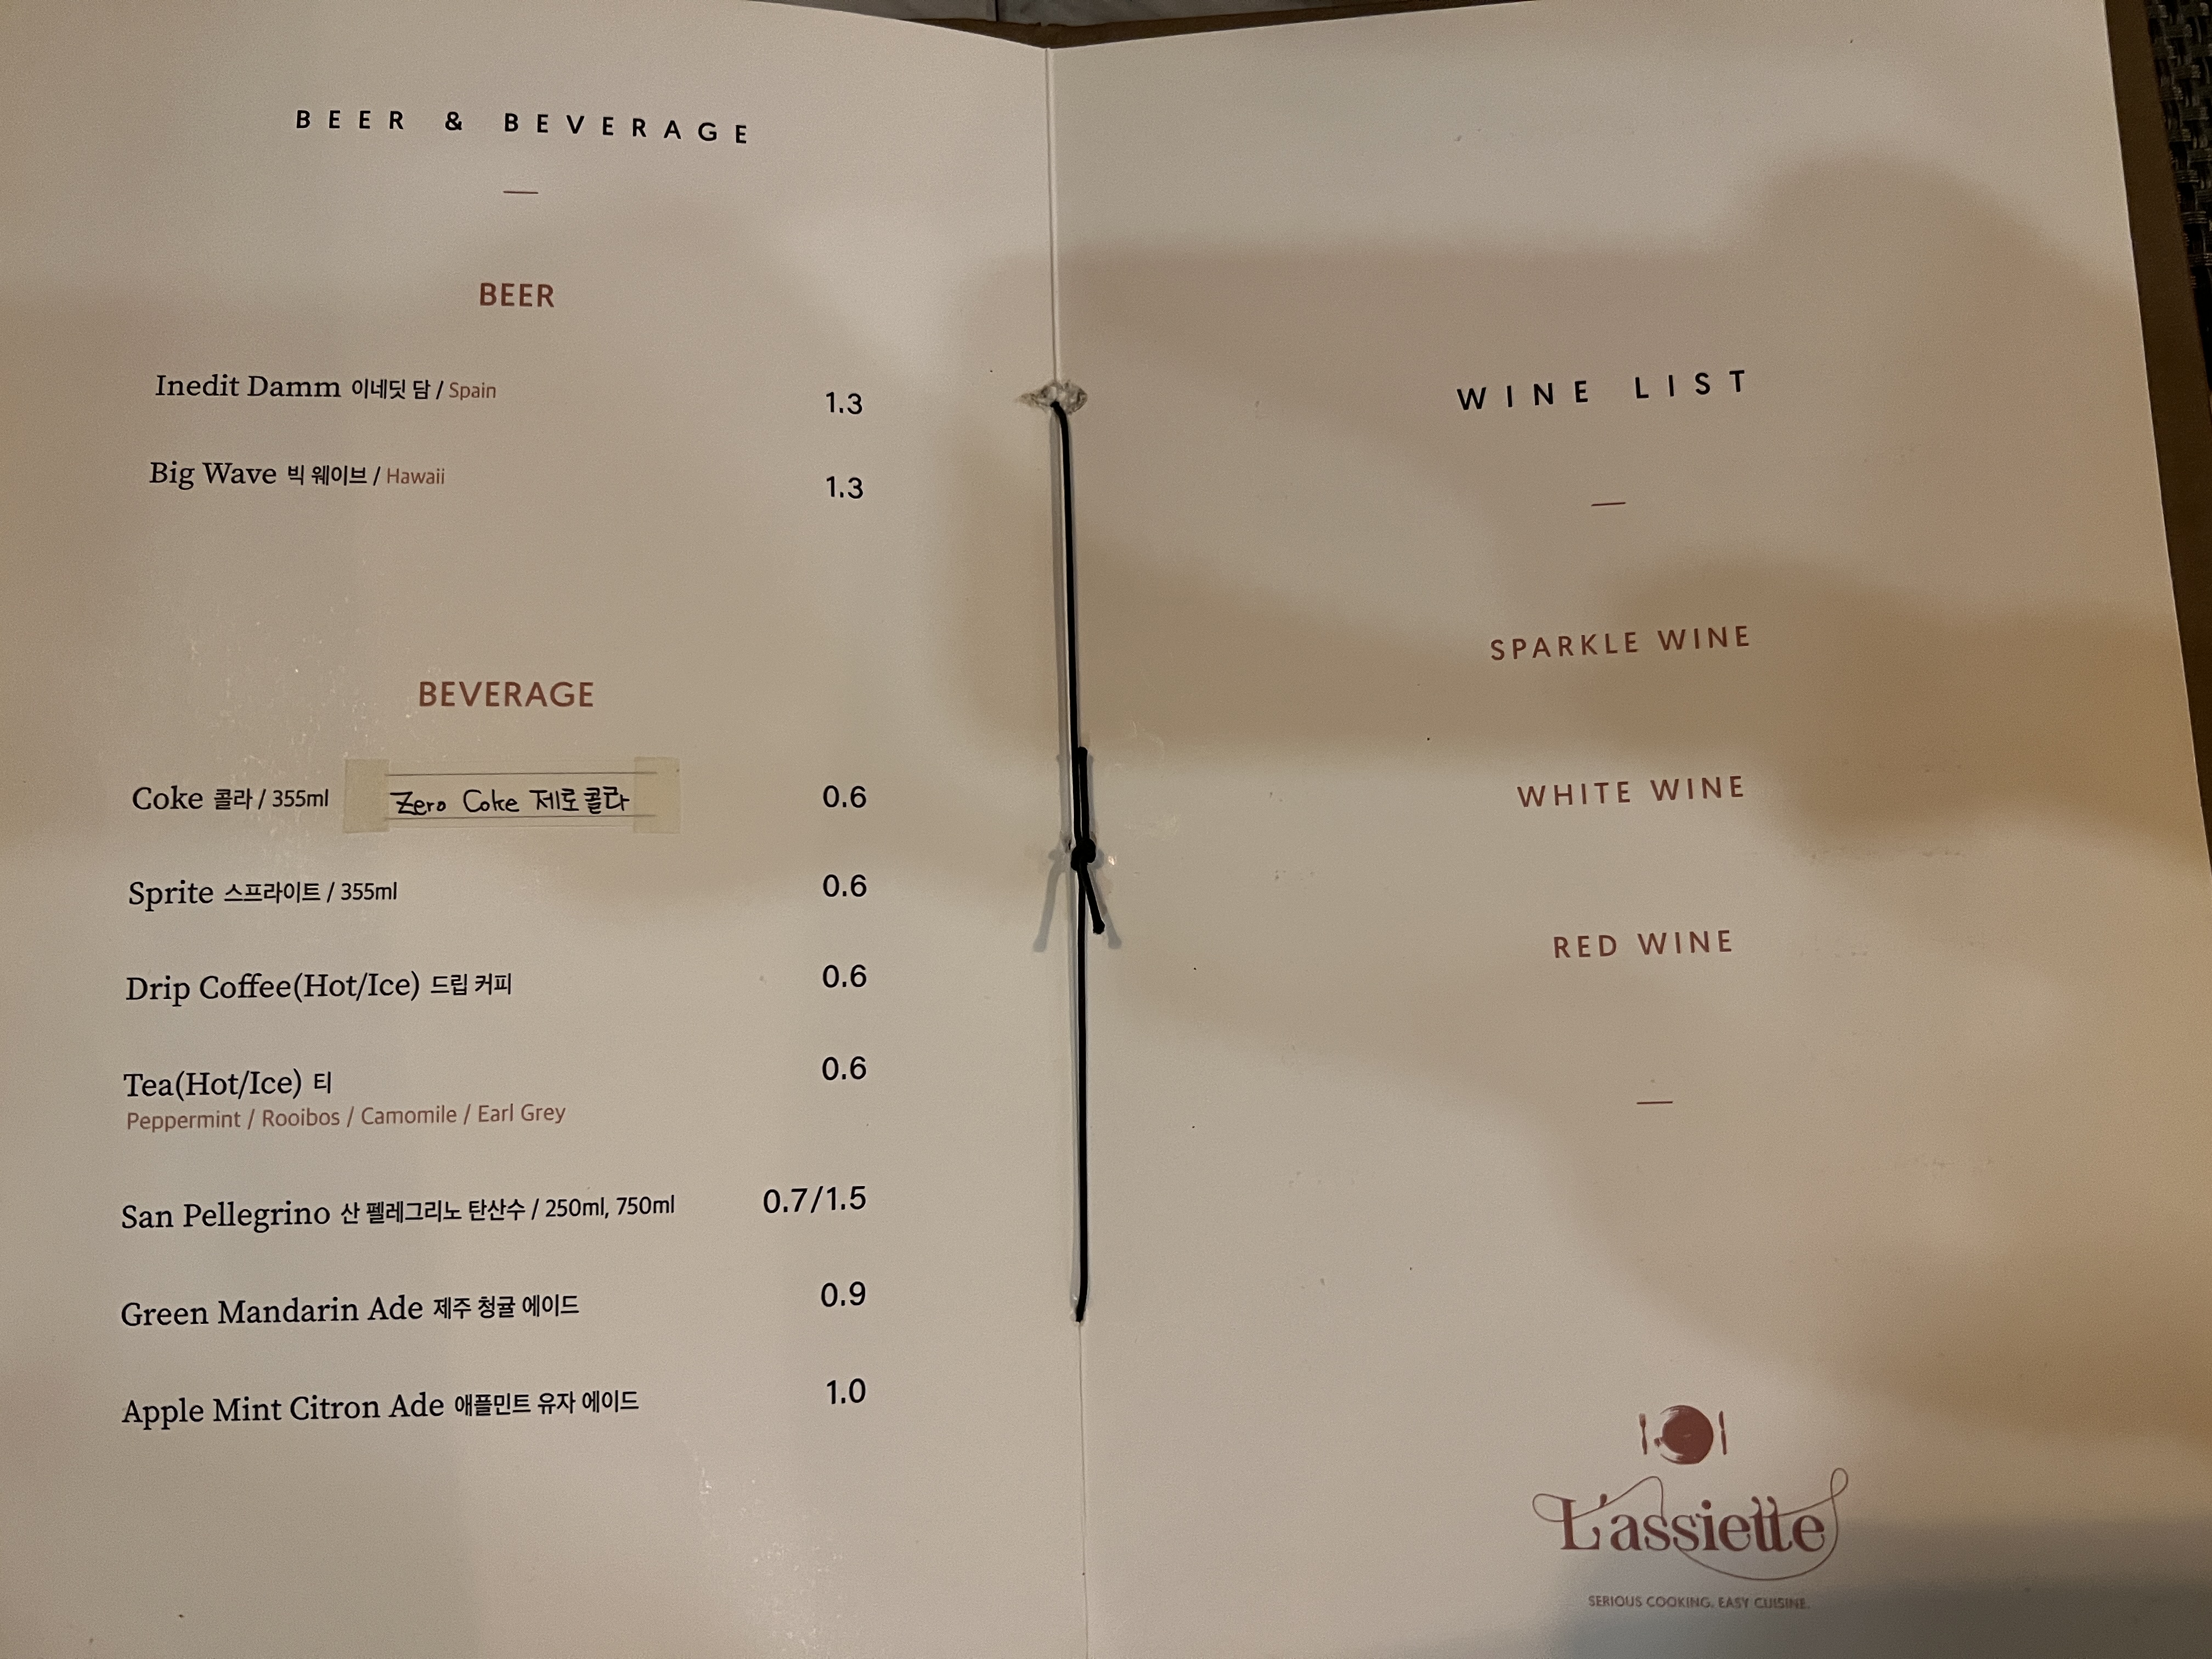 BEER & BEVERAGE
BEER
Inedit Damm 이네딧 담 / Spain 1.3
Big Wave 빅 웨이브 / Hawaii 1.3
BEVERAGE
Coke 콜라 / 355ml Zero Coke 제로콜라 0.6
Sprite 스프라이트 / 355ml 0.6
Drip Coffee(Hot/Ice) 드립 커피 0.6
Tea(Hot/Ice) 티 0.6
Peppermint / Rooibos / Camomile / Earl Grey
San Pellegrino 산 펠레그리노 탄산수 / 250ml, 750ml 0.7/1.5
Green Mandarin Ade 제주 청귤 에이드 0.9
Apple Mint Citron Ade 애플민트 유자 에이드 1.0
WINE LIST
SPARKLE WINE
WHITE WINE
RED WINE
L'assiette
SERIOUS COOKING, EASY CUISINE.